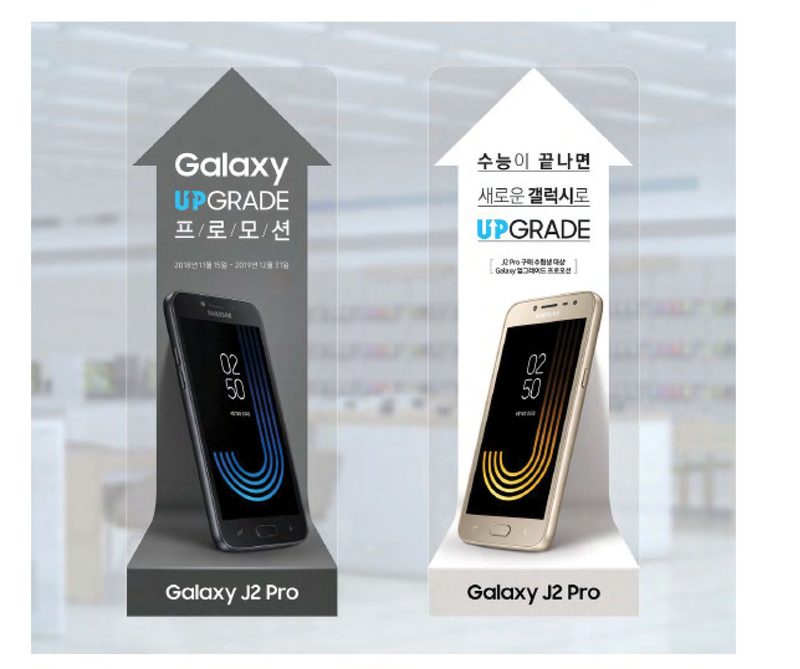 Galaxy
UPGRADE
프/로/모/션
2018년 11월 15일 ~ 2019년 12월 31일
SAMSUNG
02
50
Galaxy J2 Pro
수능이 끝나면
새로운 갤럭시로
UPGRADE
[ J2 Pro 구매 수험생 대상
Galaxy 업그레이드 프로모션 ]
SAMSUNG
02
50
Galaxy J2 Pro